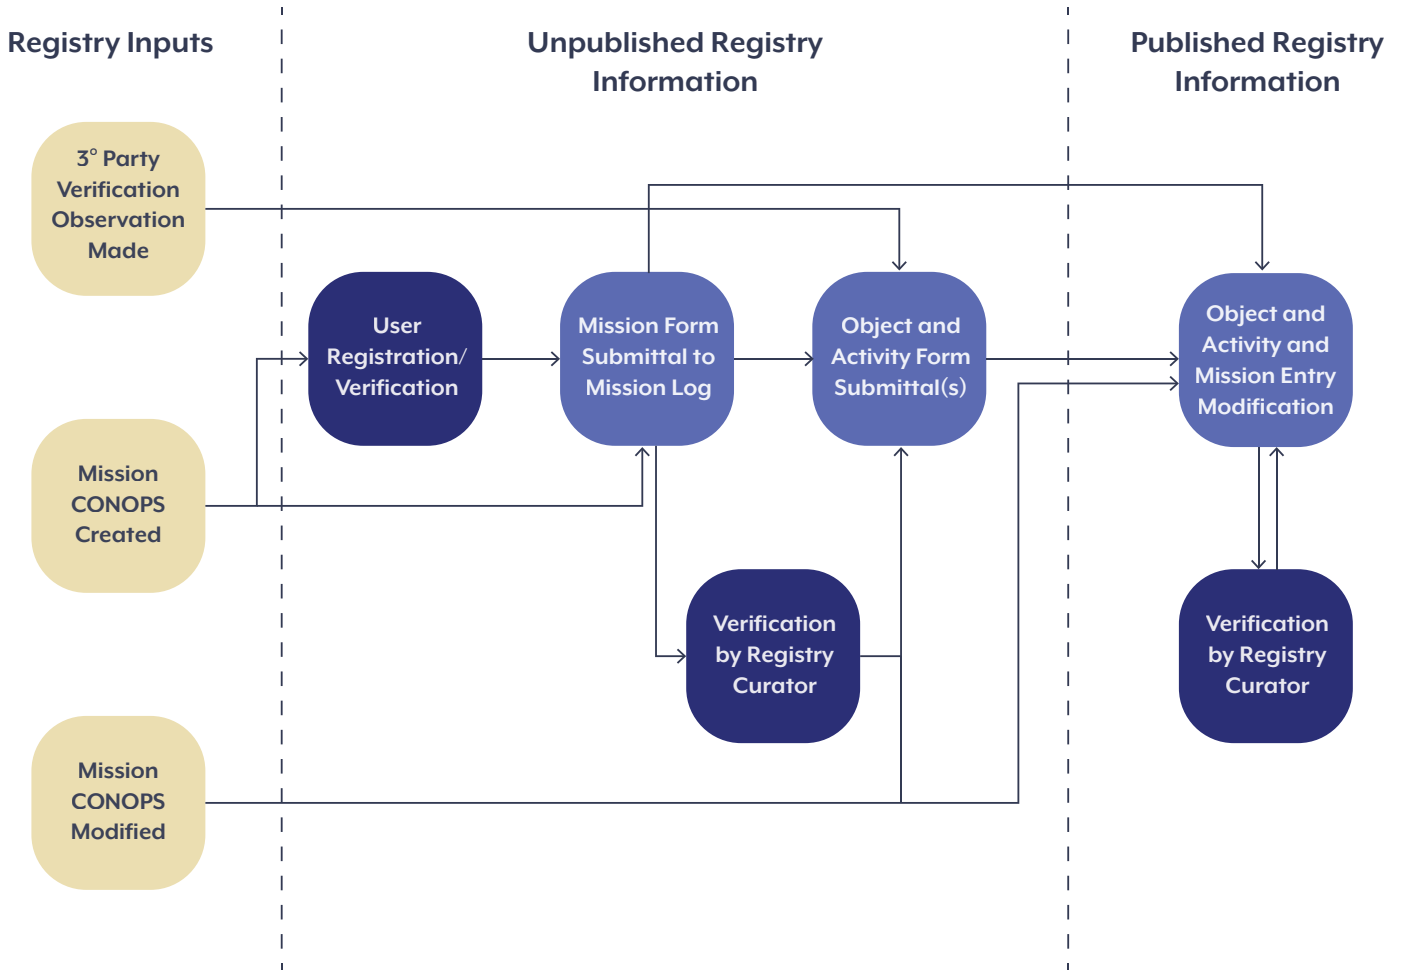 Registry Inputs
Unpublished Registry
Information
Published Registry
Information
3° Party
Verification
Observation
Made
User
Registration/
Verification
Mission Form
Submittal to
Mission Log
Object and
Activity Form
Submittal(s)
Object and
Activity and
Mission Entry
Modification
Mission
CONOPS
Created
Verification
by Registry
Curator
Verification
by Registry
Curator
Mission
CONOPS
Modified